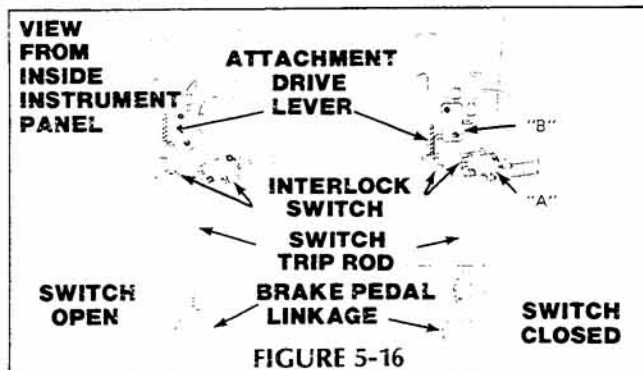 VIEW
FROM
INSIDE
INSTRUMENT
PANEL
ATTACHMENT
DRIVE
LEVER
"B"
"A"
INTERLOCK
SWITCH
SWITCH
TRIP ROD
BRAKE PEDAL
LINKAGE
SWITCH
OPEN
SWITCH
CLOSED
FIGURE 5-16